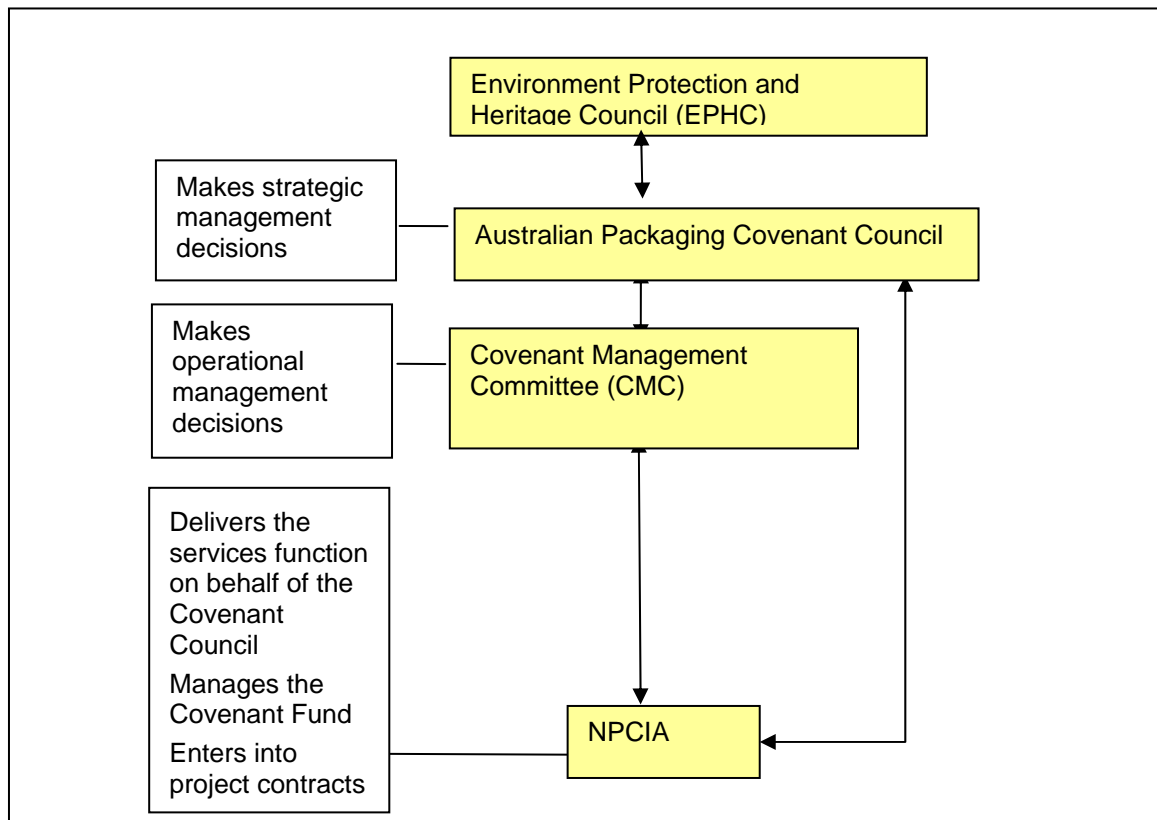 Environment Protection and
Heritage Council (EPHC)
Makes strategic
management
decisions
Australian Packaging Covenant Council
Makes
operational
management
decisions
Covenant Management
Committee (CMC)
Delivers the
services function
on behalf of the
Covenant
Council
Manages the
Covenant Fund
Enters into
project contracts
NPCIA